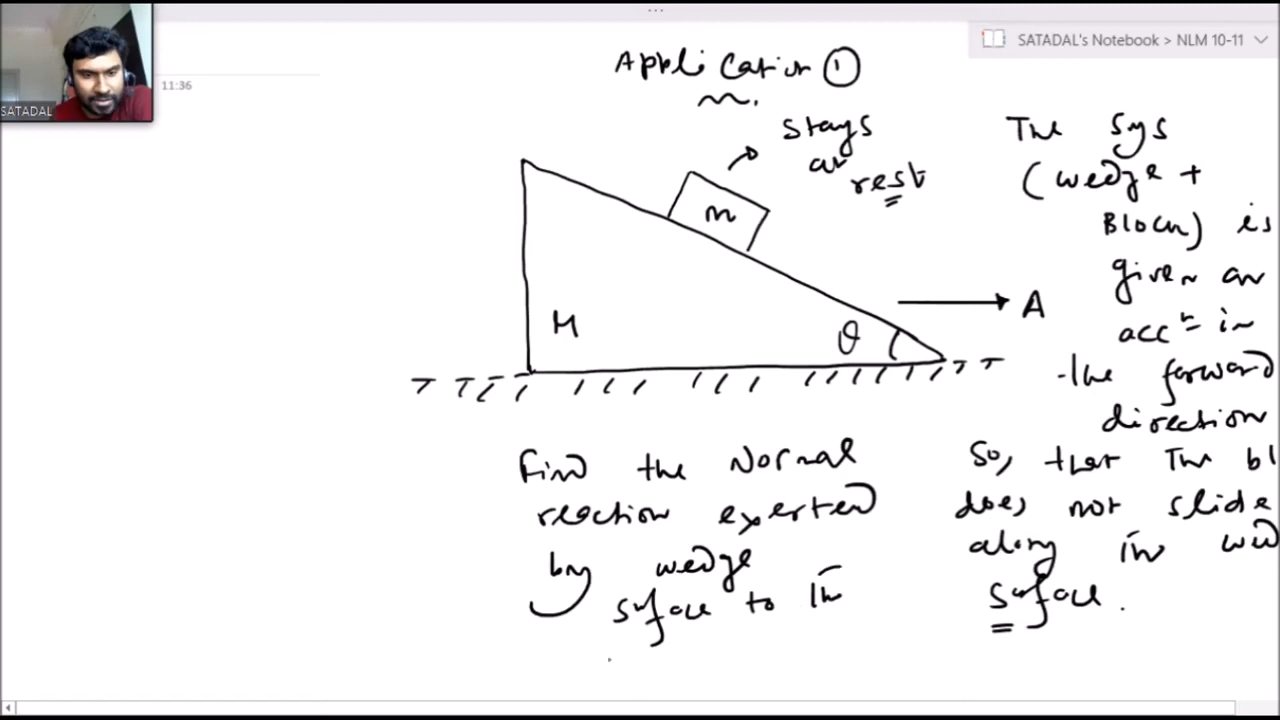 SATADAL's Notebook > NLM 10-11
11:36
SATADAL
Application ①
stays
at
rest
m
M
θ
A
The sys
(wedge +
Block) is
given an
accⁿ in
the forward
direction
So, that The bl
does not slide
along the wed
surface.
Find the Normal
reaction exerted
by wedge
surface to the